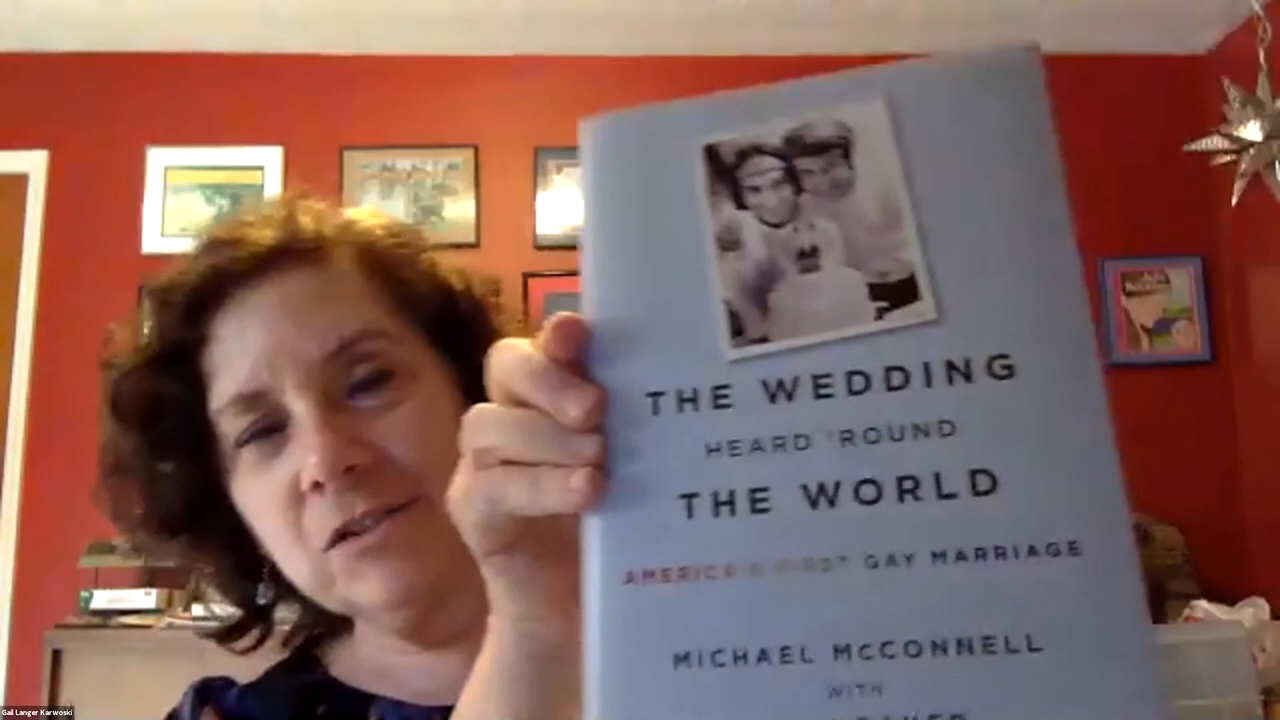 THE WEDDING
HEARD 'ROUND
THE WORLD
AMERICA'S FIRST GAY MARRIAGE
MICHAEL McCONNELL
WITH
Gail Langer Karwoski